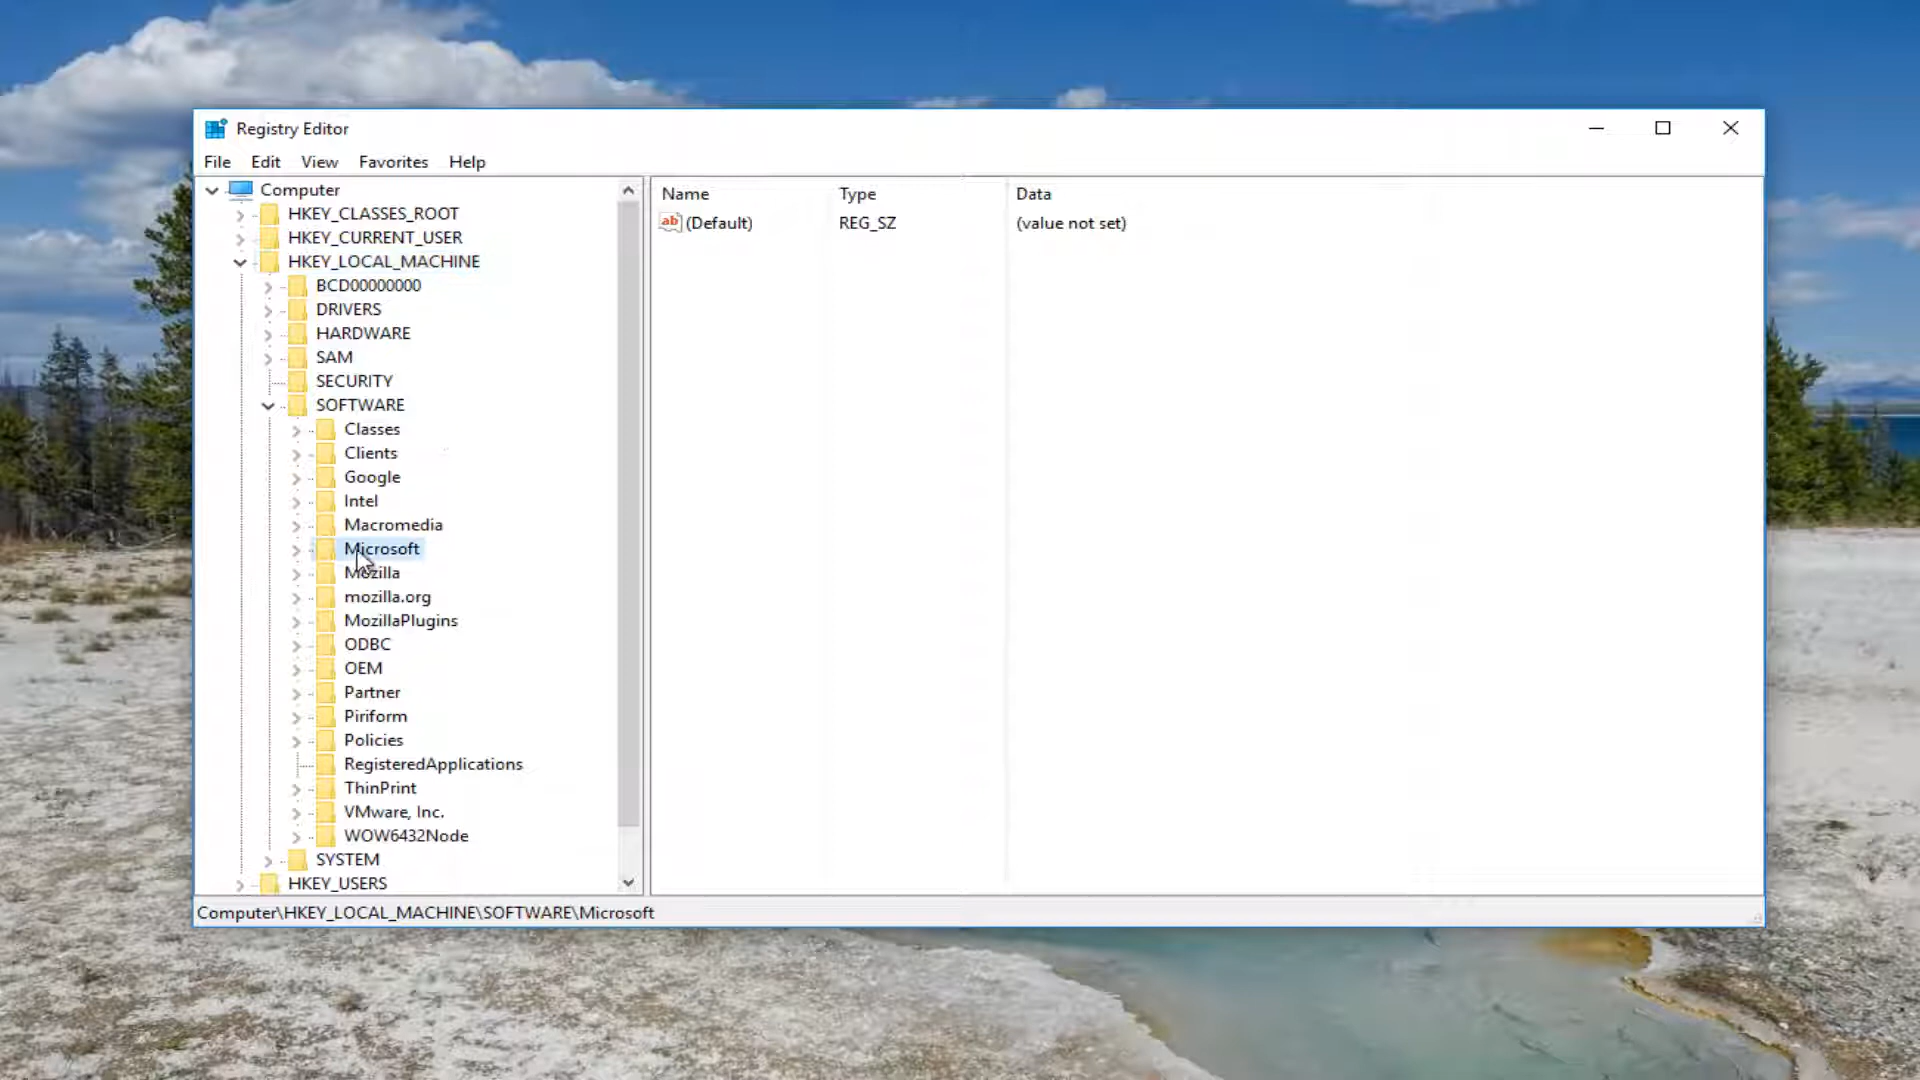 Registry Editor
File Edit View Favorites Help
Computer
HKEY_CLASSES_ROOT
HKEY_CURRENT_USER
HKEY_LOCAL_MACHINE
BCD00000000
DRIVERS
HARDWARE
SAM
SECURITY
SOFTWARE
Classes
Clients
Google
Intel
Macromedia
Microsoft
Mozilla
mozilla.org
MozillaPlugins
ODBC
OEM
Partner
Piriform
Policies
RegisteredApplications
ThinPrint
VMware, Inc.
WOW6432Node
SYSTEM
HKEY_USERS
Name Type Data
ab (Default) REG_SZ (value not set)
Computer\HKEY_LOCAL_MACHINE\SOFTWARE\Microsoft